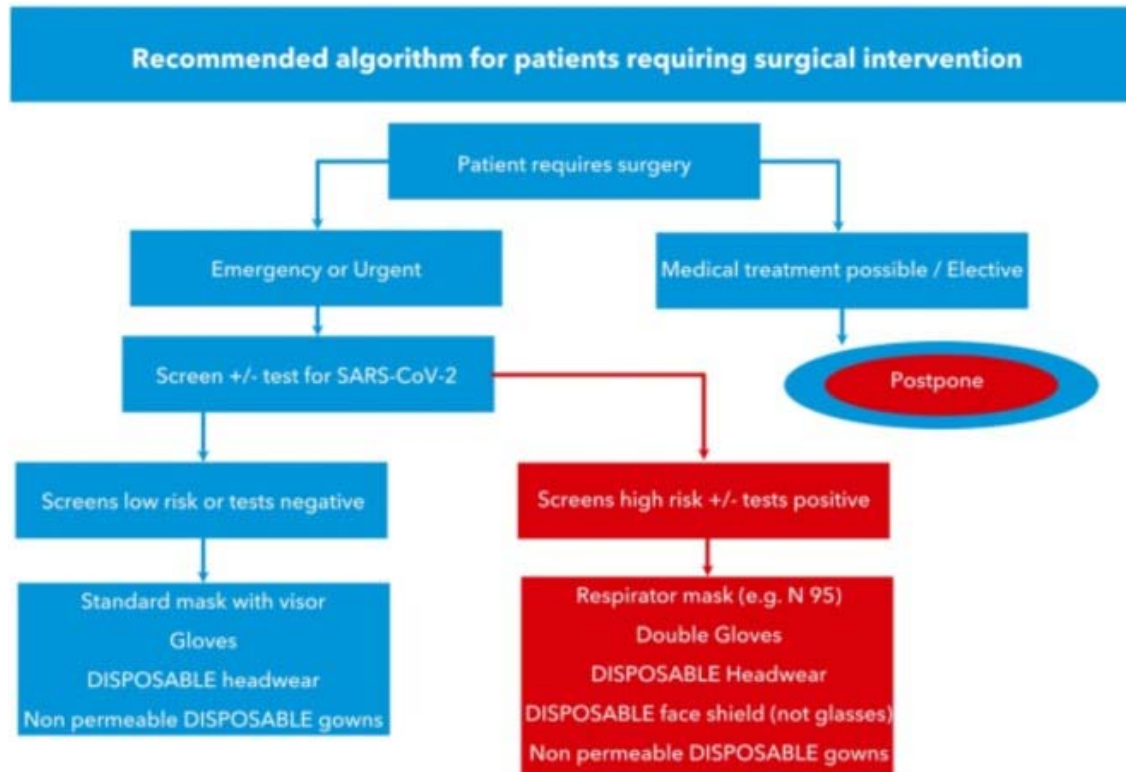 Recommended algorithm for patients requiring surgical intervention
Patient requires surgery
Emergency or Urgent
Medical treatment possible / Elective
Screen +/- test for SARS-CoV-2
Postpone
Screens low risk or tests negative
Screens high risk +/- tests positive
Standard mask with visor
Gloves
DISPOSABLE headwear
Non permeable DISPOSABLE gowns
Respirator mask (e.g. N 95)
Double Gloves
DISPOSABLE Headwear
DISPOSABLE face shield (not glasses)
Non permeable DISPOSABLE gowns